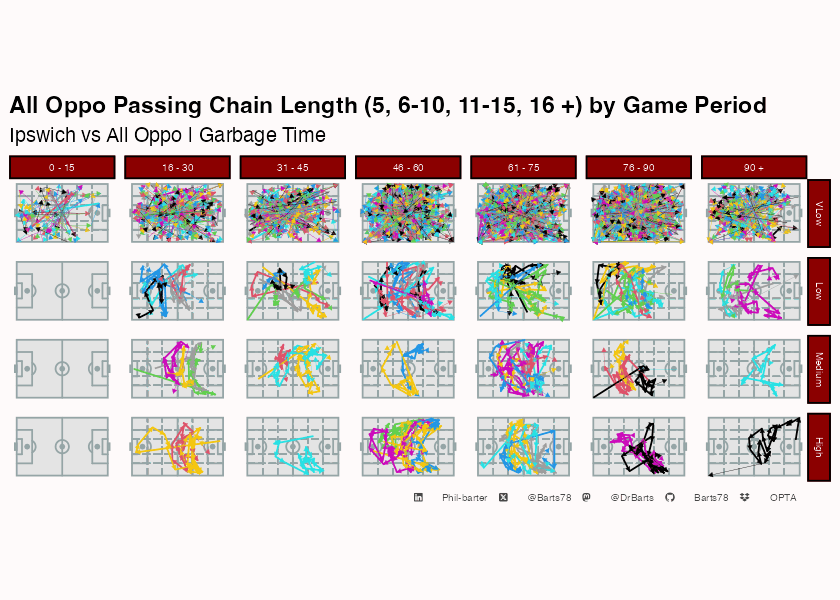 All Oppo Passing Chain Length (5, 6-10, 11-15, 16 +) by Game Period
Ipswich vs All Oppo | Garbage Time
0 - 15 16 - 30 31 - 45 46 - 60 61 - 75 76 - 90 90 +
V.Low
Low
Medium
High
Phil-barter @Barts78 @DrBarts Barts78 OPTA